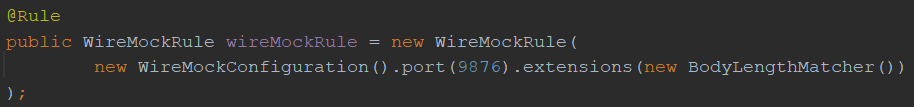 @Rule
public WireMockRule wireMockRule = new WireMockRule(
        new WireMockConfiguration().port(9876).extensions(new BodyLengthMatcher())
);